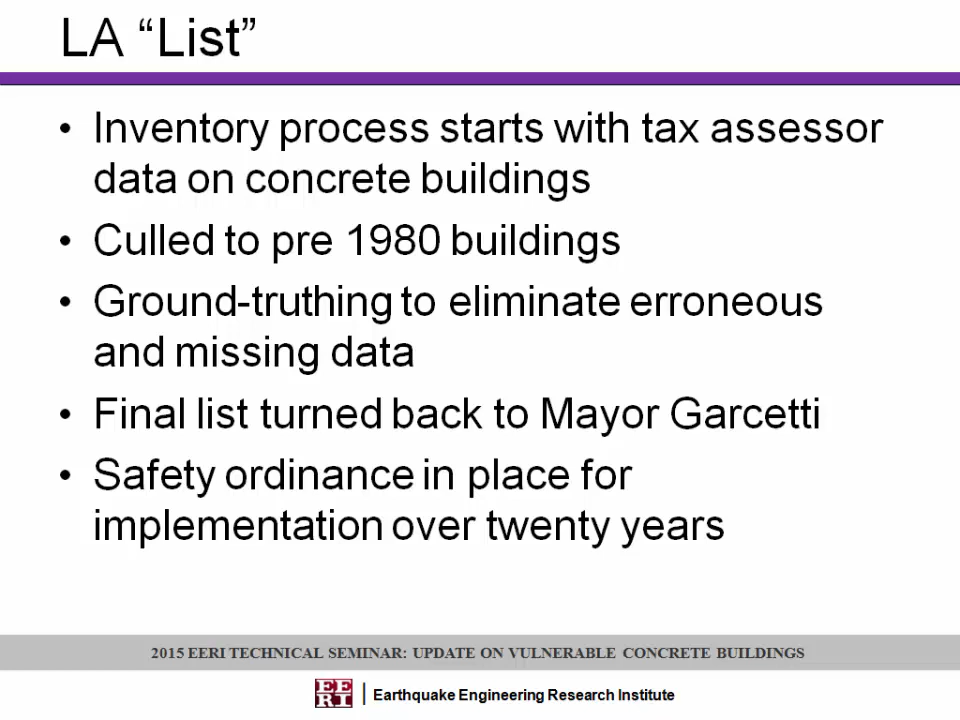 LA “List”
• Inventory process starts with tax assessor
data on concrete buildings
• Culled to pre 1980 buildings
• Ground-truthing to eliminate erroneous
and missing data
• Final list turned back to Mayor Garcetti
• Safety ordinance in place for
implementation over twenty years
2015 EERI TECHNICAL SEMINAR: UPDATE ON VULNERABLE CONCRETE BUILDINGS
EERI | Earthquake Engineering Research Institute